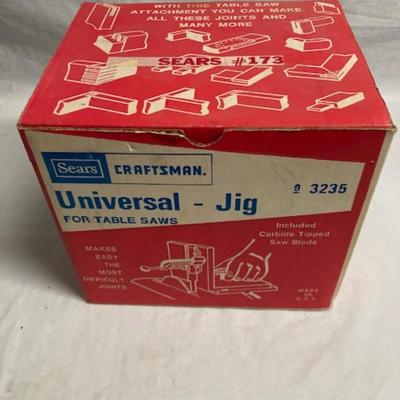 WITH THIS TABLE SAW
ATTACHMENT YOU CAN MAKE
ALL THESE JOINTS AND
MANY MORE
SEARS #173
Sears CRAFTSMAN.
Universal - Jig
9 3235
FOR TABLE SAWS
Included
Carbide Tipped
Saw Blade
MAKES
EASY
THE
MOST
DIFFICULT
JOINTS
MADE
IN
U.S.A.